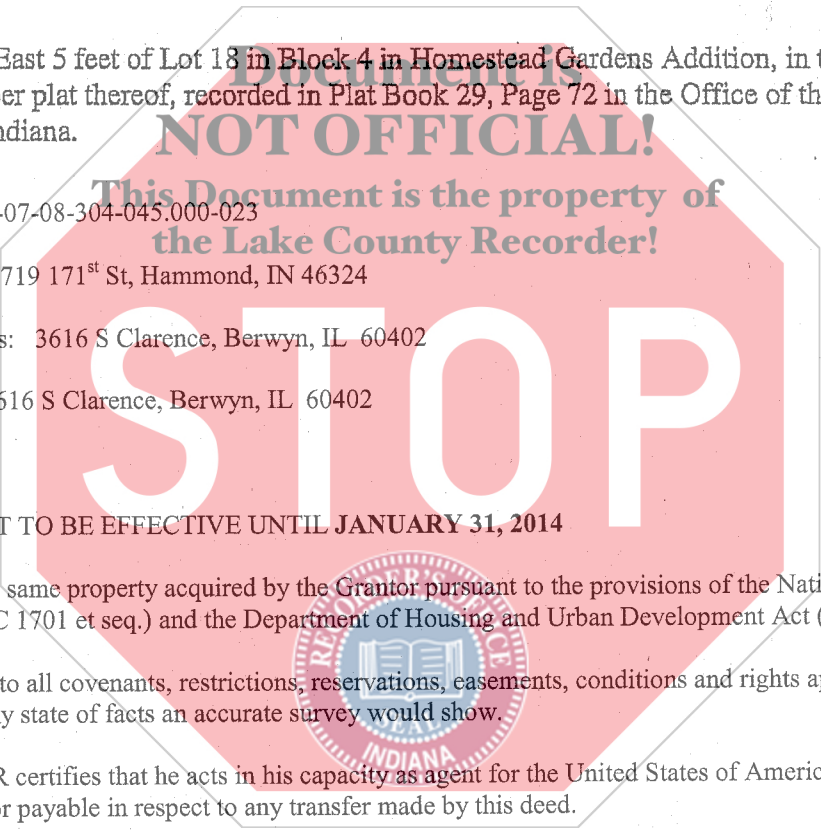 East 5 feet of Lot 18 in Block 4 in Homestead Gardens Addition, in t
er plat thereof, recorded in Plat Book 29, Page 72 in the Office of th
ndiana.
Document is
NOT OFFICIAL!
This Document is the property of
the Lake County Recorder!
-07-08-304-045.000-023
719 171st St, Hammond, IN 46324
s: 3616 S Clarence, Berwyn, IL 60402
616 S Clarence, Berwyn, IL 60402
STOP
T TO BE EFFECTIVE UNTIL JANUARY 31, 2014
same property acquired by the Grantor pursuant to the provisions of the Nati
C 1701 et seq.) and the Department of Housing and Urban Development Act (
to all covenants, restrictions, reservations, easements, conditions and rights ap
y state of facts an accurate survey would show.
RECORDER'S OFFICE
SEAL
INDIANA
R certifies that he acts in his capacity as agent for the United States of Americ
or payable in respect to any transfer made by this deed.